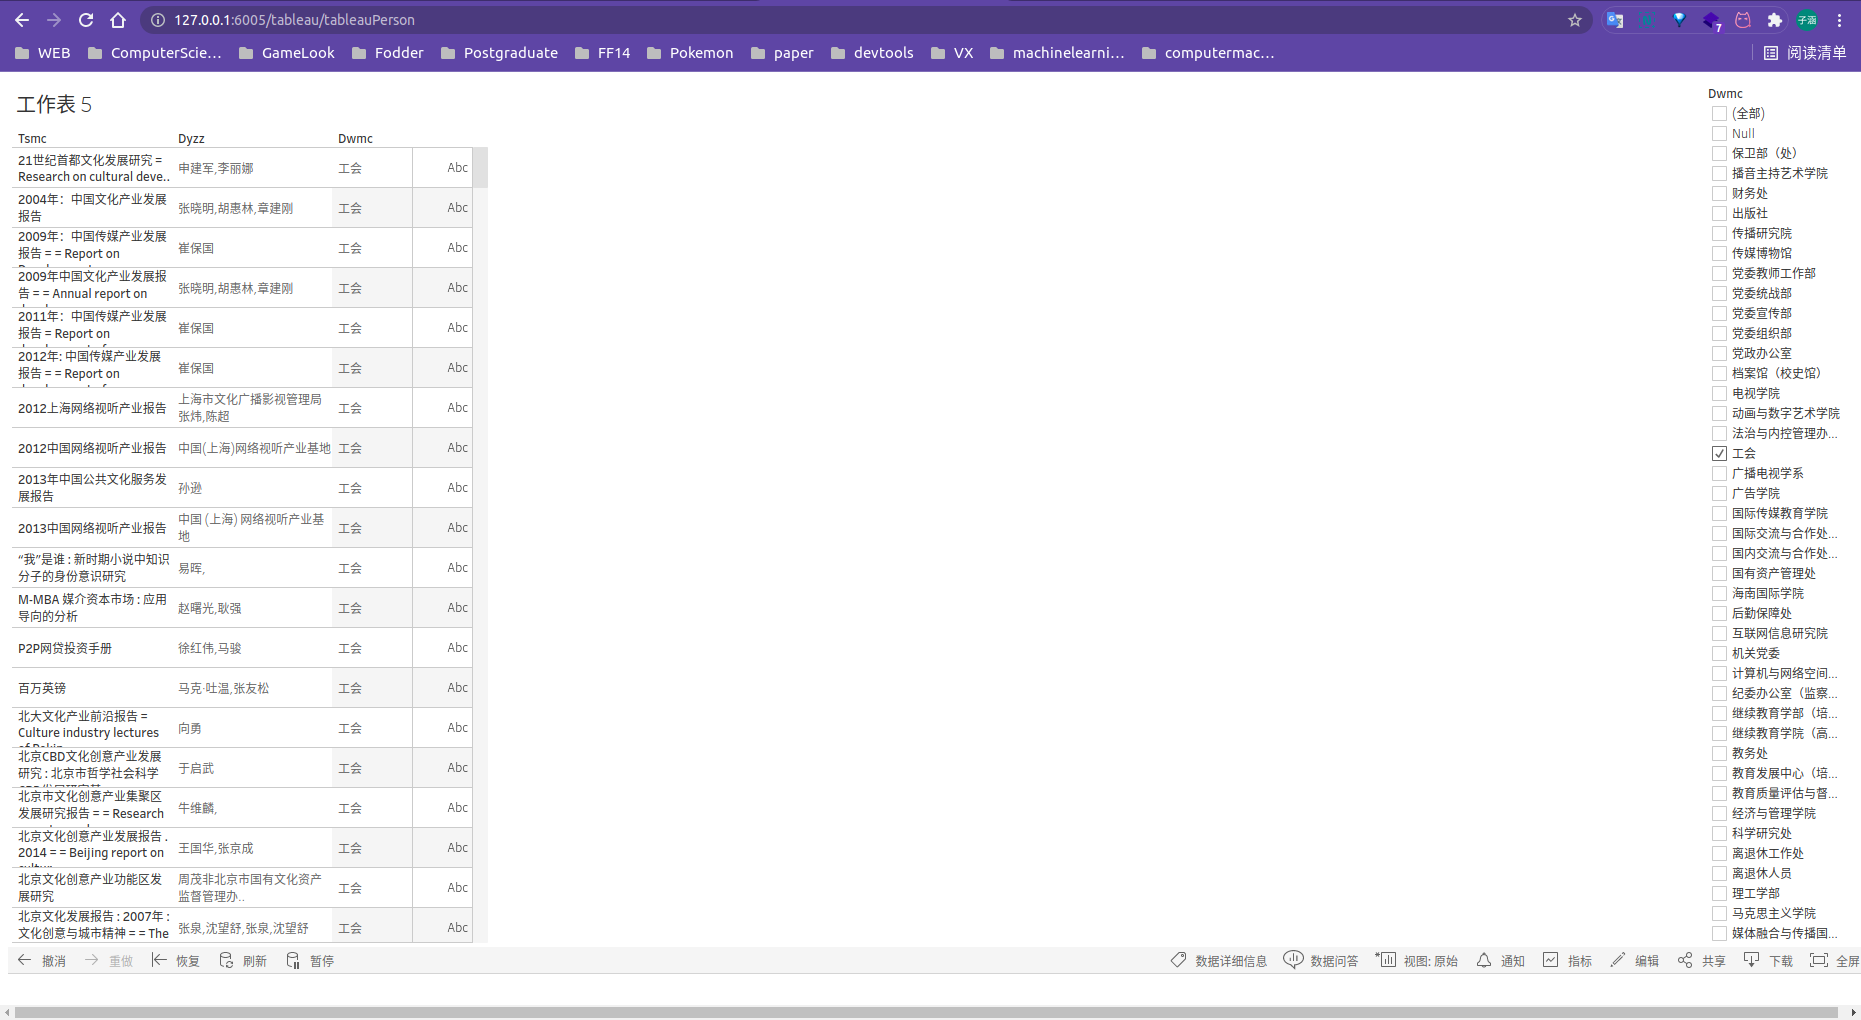 127.0.0.1:6005/tableau/tableauPerson
子涵
7
WEB ComputerScie... GameLook Fodder Postgraduate FF14 Pokemon paper devtools VX machinelearni... computermac... 阅读清单
工作表 5
Tsmc Dyzz Dwmc
21世纪首都文化发展研究 =
Research on cultural deve..
申建军,李丽娜 工会 Abc
2004年：中国文化产业发展
报告
张晓明,胡惠林,章建刚 工会 Abc
2009年：中国传媒产业发展
报告 = = Report on
崔保国 工会 Abc
2009年中国文化产业发展报
告 = = Annual report on
张晓明,胡惠林,章建刚 工会 Abc
2011年：中国传媒产业发展
报告 = Report on
崔保国 工会 Abc
2012年: 中国传媒产业发展
报告 = = Report on
崔保国 工会 Abc
2012上海网络视听产业报告
上海市文化广播影视管理局
张炜,陈超
工会 Abc
2012中国网络视听产业报告 中国(上海)网络视听产业基地 工会 Abc
2013年中国公共文化服务发
展报告
孙逊 工会 Abc
2013中国网络视听产业报告
中国 (上海) 网络视听产业基
地
工会 Abc
“我”是谁 : 新时期小说中知识
分子的身份意识研究
易晖, 工会 Abc
M-MBA 媒介资本市场 : 应用
导向的分析
赵曙光,耿强 工会 Abc
P2P网贷投资手册 徐红伟,马骏 工会 Abc
百万英镑 马克·吐温,张友松 工会 Abc
北大文化产业前沿报告 =
Culture industry lectures
向勇 工会 Abc
北京CBD文化创意产业发展
研究 : 北京市哲学社会科学
于启武 工会 Abc
北京市文化创意产业集聚区
发展研究报告 = = Research
牛维麟, 工会 Abc
北京文化创意产业发展报告 .
2014 = = Beijing report on
王国华,张京成 工会 Abc
北京文化创意产业功能区发
展研究
周茂非北京市国有文化资产
监督管理办..
工会 Abc
北京文化发展报告 : 2007年 :
文化创意与城市精神 = = The
张泉,沈望舒,张泉,沈望舒 工会 Abc
Dwmc
(全部)
Null
保卫部（处）
播音主持艺术学院
财务处
出版社
传播研究院
传媒博物馆
党委教师工作部
党委统战部
党委宣传部
党委组织部
党政办公室
档案馆（校史馆）
电视学院
动画与数字艺术学院
法治与内控管理办...
工会
广播电视学系
广告学院
国际传媒教育学院
国际交流与合作处...
国内交流与合作处...
国有资产管理处
海南国际学院
后勤保障处
互联网信息研究院
机关党委
计算机与网络空间...
纪委办公室（监察...
继续教育学部（培...
继续教育学院（高...
教务处
教育发展中心（培...
教育质量评估与督...
经济与管理学院
科学研究处
离退休工作处
离退休人员
理工学部
马克思主义学院
媒体融合与传播国...
撤消 重做 恢复 刷新 暂停 数据详细信息 数据问答 视图: 原始 通知 指标 编辑 共享 下载 全屏